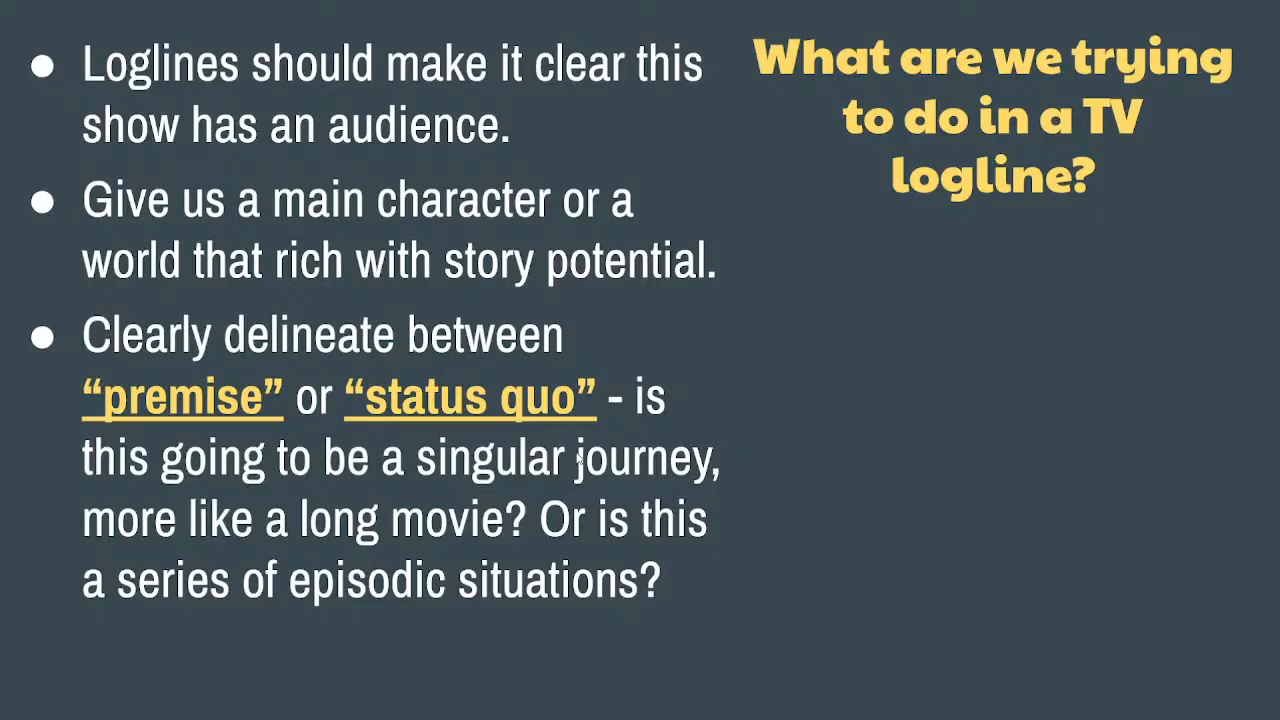 What are we trying
to do in a TV
logline?
● Loglines should make it clear this
show has an audience.
● Give us a main character or a
world that rich with story potential.
● Clearly delineate between
“premise” or “status quo” - is
this going to be a singular journey,
more like a long movie? Or is this
a series of episodic situations?